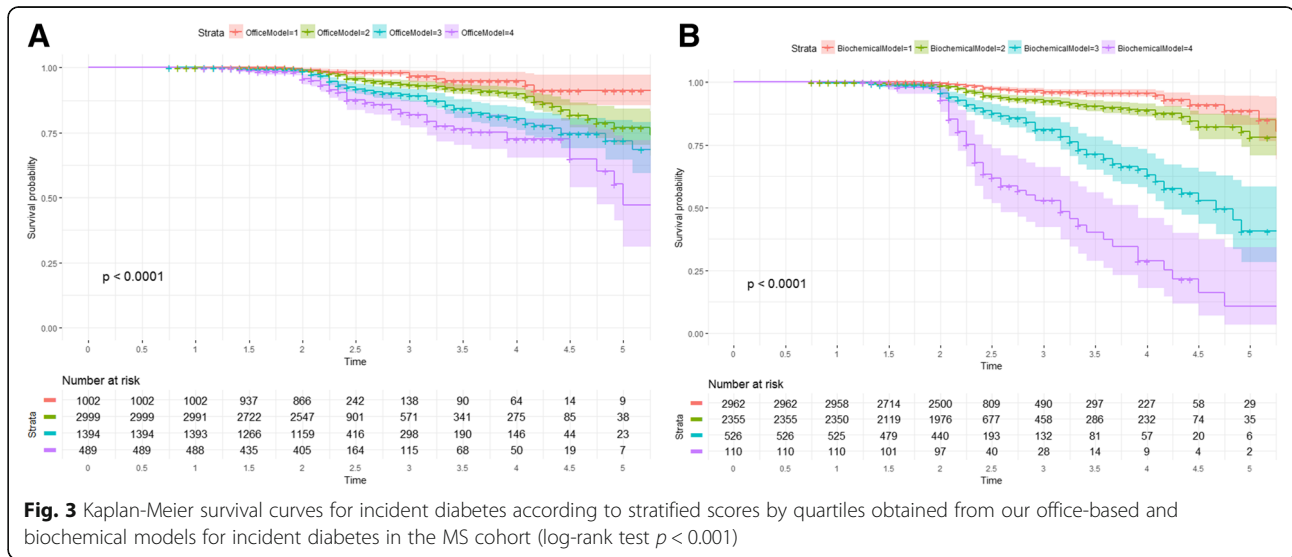 A
Strata OfficeModel=1 OfficeModel=2 OfficeModel=3 OfficeModel=4
Survival probability
1.00
0.75
0.50
0.25
0.00
p < 0.0001
0 0.5 1 1.5 2 2.5 3 3.5 4 4.5 5
Time
Number at risk
Strata
1002 1002 1002 937 866 242 138 90 64 14 9
2999 2999 2991 2722 2547 901 571 341 275 85 38
1394 1394 1393 1266 1159 416 298 190 146 44 23
489 489 488 435 405 164 115 68 50 19 7
0 0.5 1 1.5 2 2.5 3 3.5 4 4.5 5
Time
B
Strata BiochemicalModel=1 BiochemicalModel=2 BiochemicalModel=3 BiochemicalModel=4
Survival probability
1.00
0.75
0.50
0.25
0.00
p < 0.0001
0 0.5 1 1.5 2 2.5 3 3.5 4 4.5 5
Time
Number at risk
Strata
2962 2962 2958 2714 2500 809 490 297 227 58 29
2355 2355 2350 2119 1976 677 458 286 232 74 35
526 526 525 479 440 193 132 81 57 20 6
110 110 110 101 97 40 28 14 9 4 2
0 0.5 1 1.5 2 2.5 3 3.5 4 4.5 5
Time
Fig. 3 Kaplan-Meier survival curves for incident diabetes according to stratified scores by quartiles obtained from our office-based and
biochemical models for incident diabetes in the MS cohort (log-rank test p < 0.001)